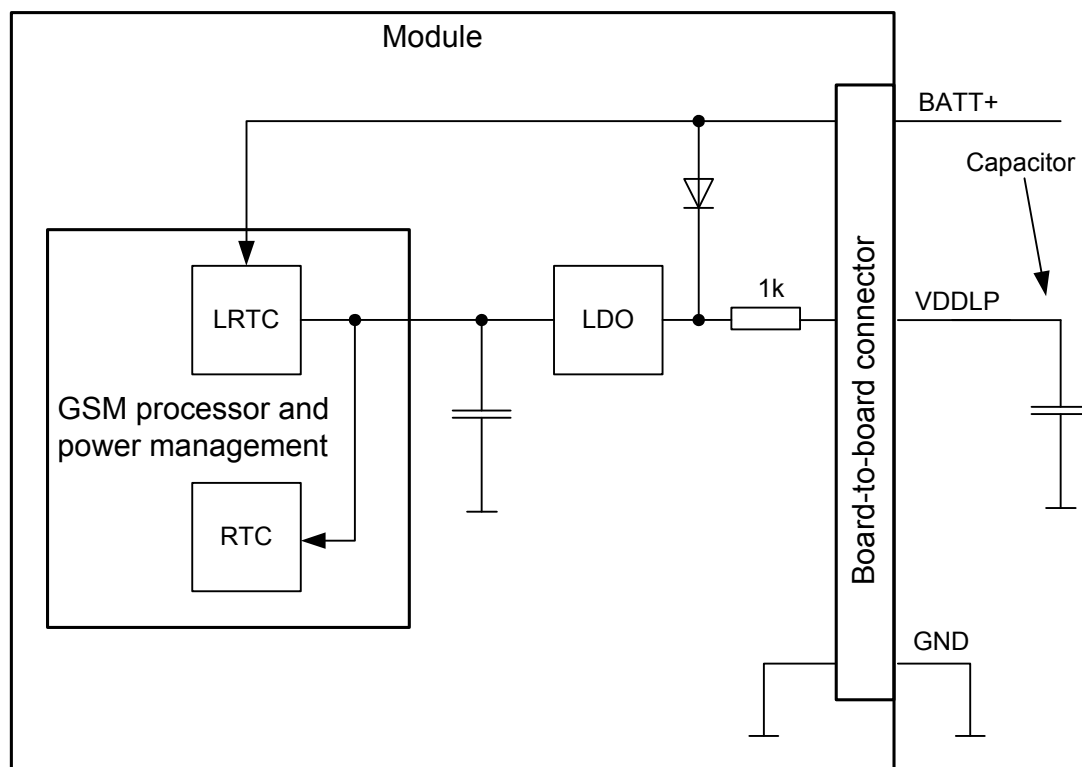 Module
BATT+
Capacitor
LRTC
LDO
1k
VDDLP
GSM processor and
power management
RTC
Board-to-board connector
GND